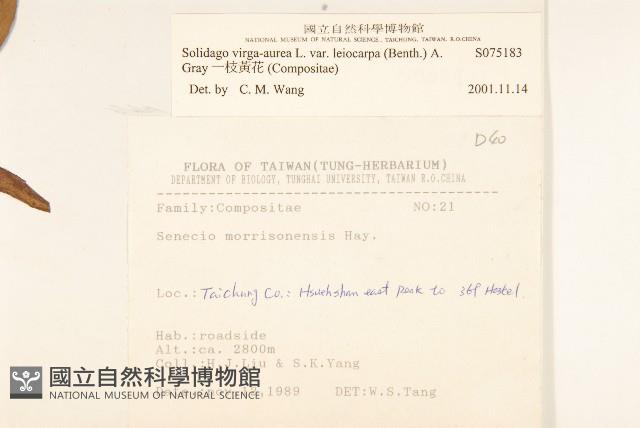 國立自然科學博物館
NATIONAL MUSEUM OF NATURAL SCIENCE, TAICHUNG, TAIWAN, R.O.CHINA
Solidago virga-aurea L. var. leiocarpa (Benth.) A. S075183
Gray 一枝黃花 (Compositae)
Det. by C. M. Wang 2001.11.14
D60
FLORA OF TAIWAN(TUNG-HERBARIUM)
DEPARTMENT OF BIOLOGY, TUNGHAI UNIVERSITY, TAIWAN R.O.CHINA
Family:Compositae NO:21
Senecio morrisonensis Hay.
Loc.: Taichung Co.: Hsuehshan east Peak to 369 Hostel.
Hab.:roadside
Alt.:ca. 2800m
Coll.:H.J.Liu & S.K.Yang
1989 DET:W.S.Tang
國立自然科學博物館
NATIONAL MUSEUM OF NATURAL SCIENCE